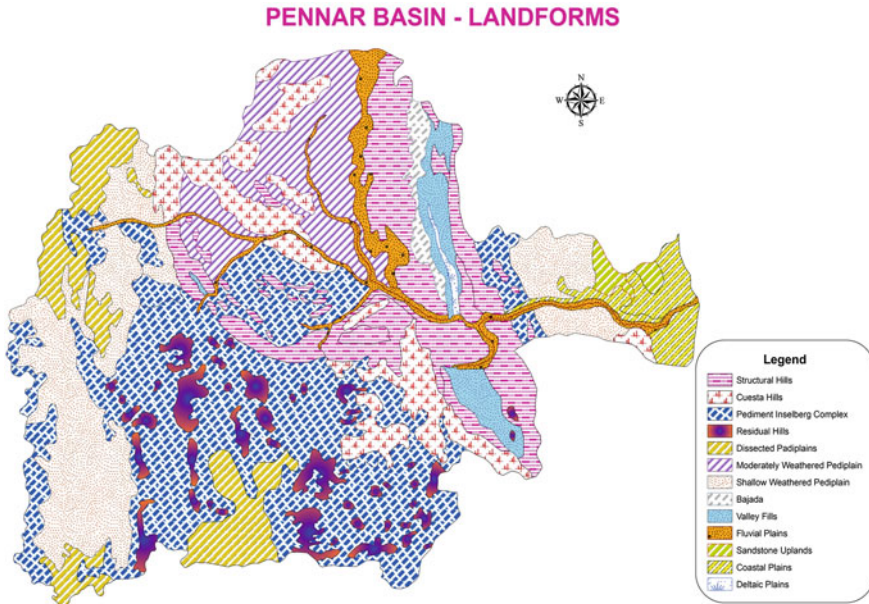 PENNAR BASIN - LANDFORMS
N
W
E
S
Legend
Structural Hills
Cuesta Hills
Pediment Inselberg Complex
Residual Hills
Dissected Padiplains
Moderately Weathered Pediplain
Shallow Weathered Pediplain
Bajada
Valley Fills
Fluvial Plains
Sandstone Uplands
Coastal Plains
Deltaic Plains